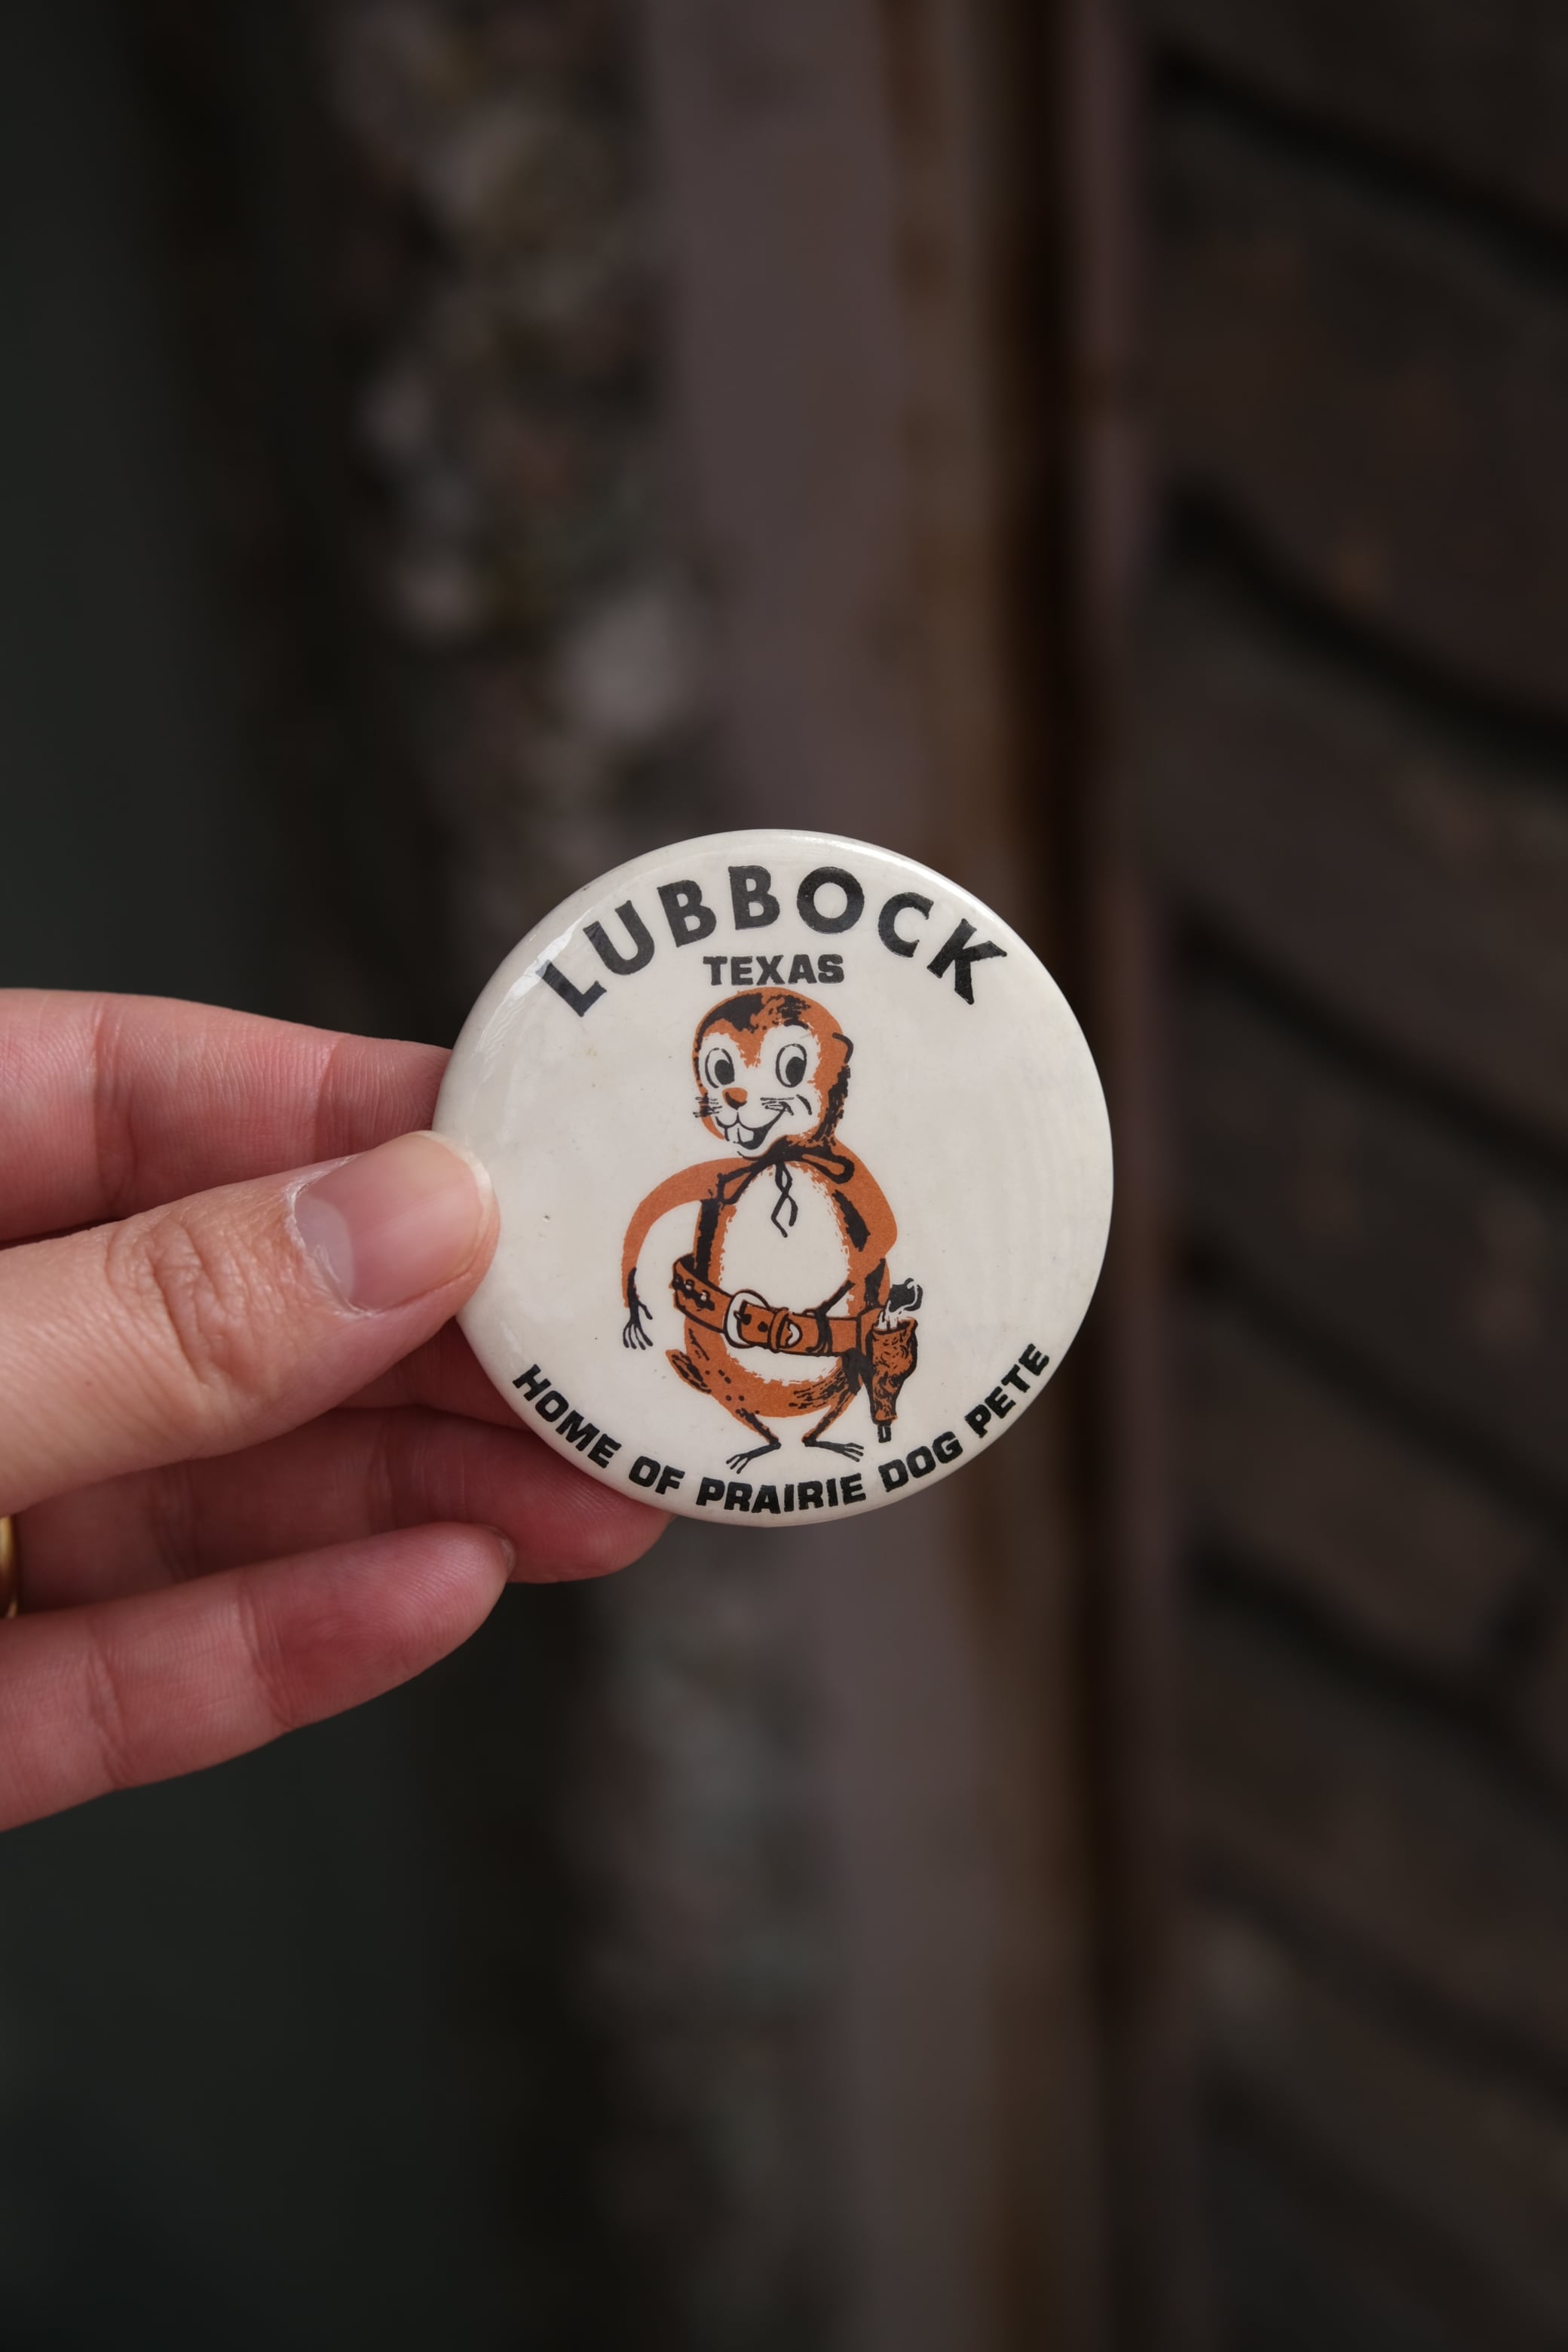 LUBBOCK
TEXAS
HOME OF PRAIRIE DOG PETE